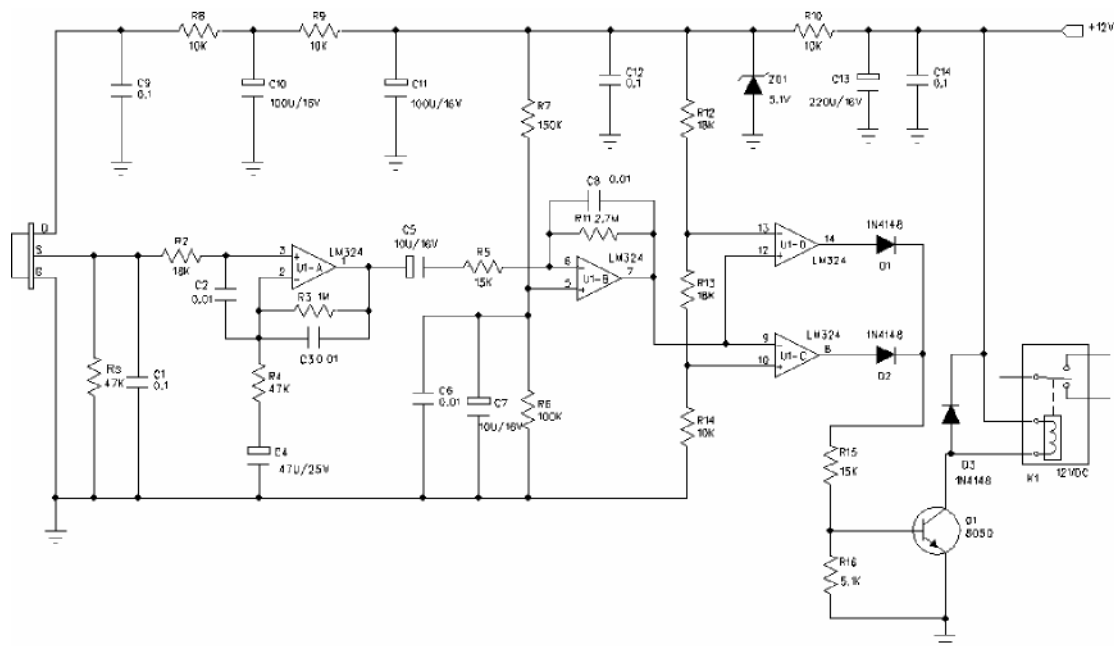 R8
10K
R9
10K
R10
10K
+12V
C9
0.1
C10
100U/16V
C11
100U/16V
C12
0.1
ZD1
5.1V
C13
220U/16V
C14
0.1
R7
150K
R12
18K
D
S
G
R2
18K
3
+
2
-
1
U1-A
LM324
C5
10U/16V
R5
15K
C8 0.01
R11 2.7M
LM324
6
-
5
+
7
U1-B
13
-
12
+
14
U1-D
LM324
1N4148
D1
C2
0.01
R3 1M
C3 0.01
R13
18K
LM324
9
-
10
+
8
U1-C
1N4148
D2
Rs
47K
C1
0.1
R4
47K
C6
0.01
C7
10U/16V
R6
100K
R14
10K
C4
47U/25V
R15
15K
D3
1N4148
K1
12VDC
Q1
8050
R16
5.1K